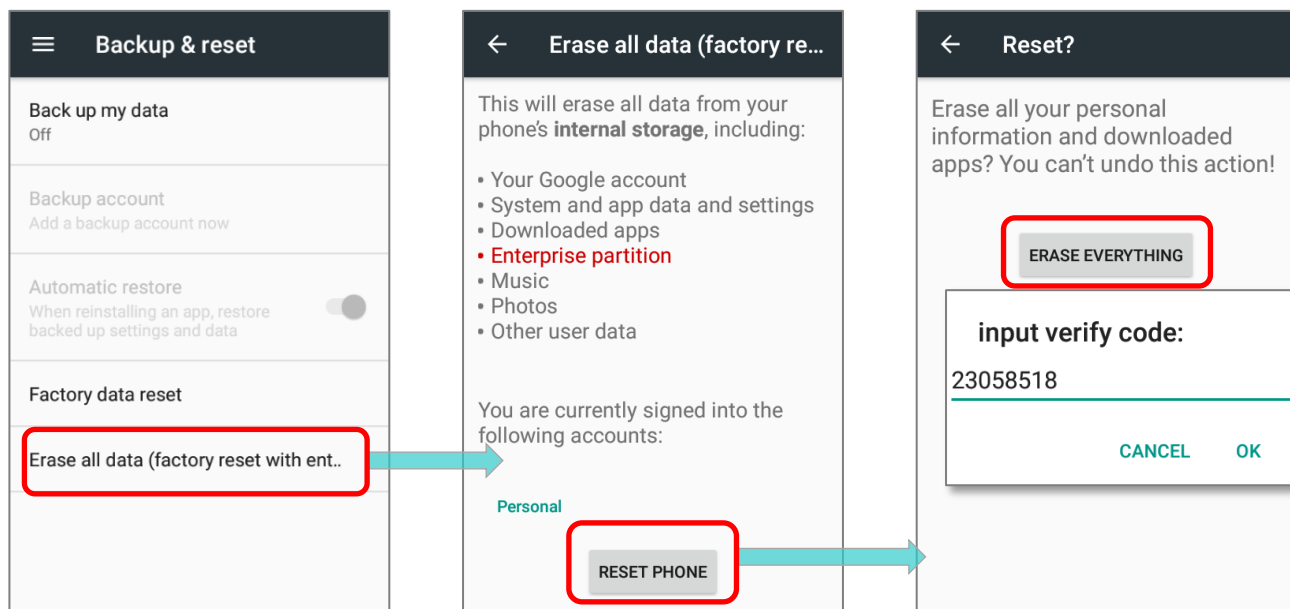 Backup & reset
Back up my data
Off
Backup account
Add a backup account now
Automatic restore
When reinstalling an app, restore
backed up settings and data
Factory data reset
Erase all data (factory reset with ent..
Erase all data (factory re...
This will erase all data from your
phone's internal storage, including:
• Your Google account
• System and app data and settings
• Downloaded apps
• Enterprise partition
• Music
• Photos
• Other user data
You are currently signed into the
following accounts:
Personal
RESET PHONE
Reset?
Erase all your personal
information and downloaded
apps? You can't undo this action!
ERASE EVERYTHING
input verify code:
23058518
CANCEL OK